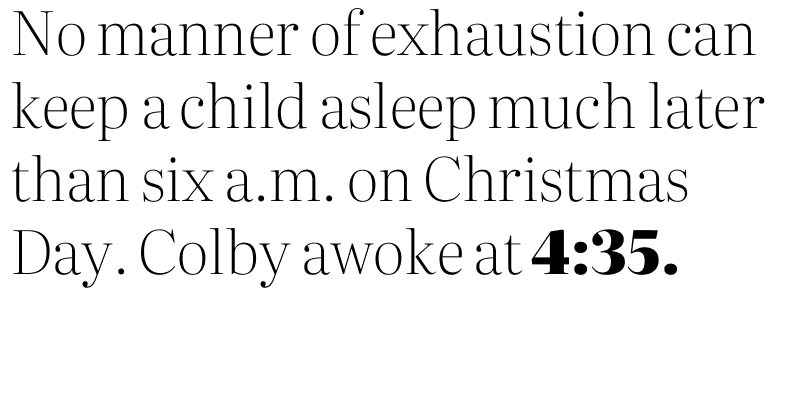 No manner of exhaustion can
keep a child asleep much later
than six a.m. on Christmas
Day. Colby awoke at 4:35.